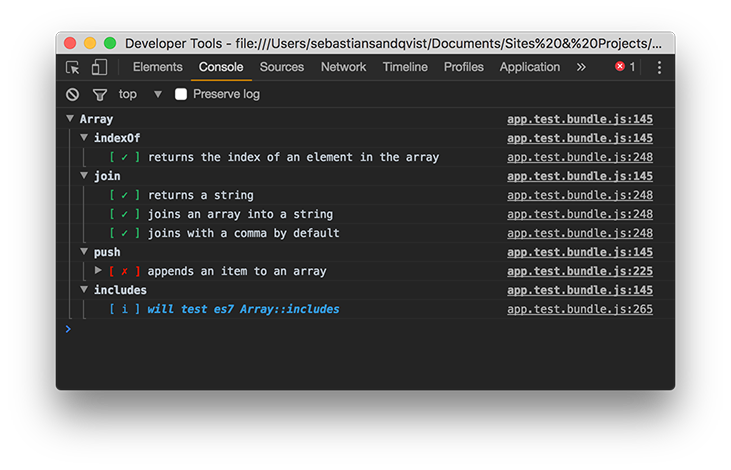 Developer Tools - file:///Users/sebastiansandqvist/Documents/Sites%20&%20Projects/...
Elements Console Sources Network Timeline Profiles Application » 1
top Preserve log
Array app.test.bundle.js:145
indexOf app.test.bundle.js:145
[ ✓ ] returns the index of an element in the array app.test.bundle.js:248
join app.test.bundle.js:145
[ ✓ ] returns a string app.test.bundle.js:248
[ ✓ ] joins an array into a string app.test.bundle.js:248
[ ✓ ] joins with a comma by default app.test.bundle.js:248
push app.test.bundle.js:145
[ ✗ ] appends an item to an array app.test.bundle.js:225
includes app.test.bundle.js:145
[ i ] will test es7 Array::includes app.test.bundle.js:265